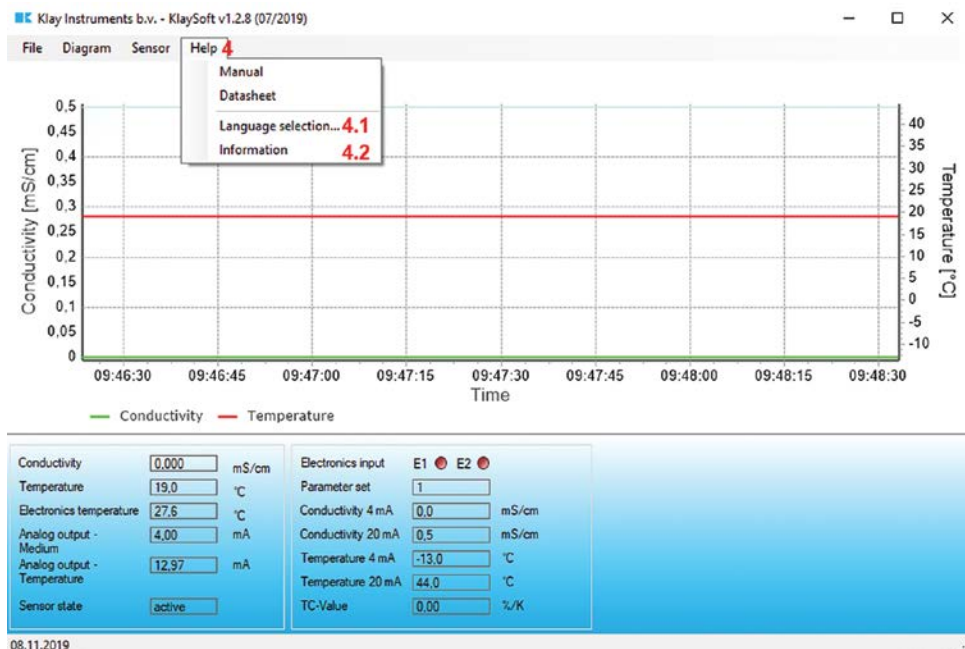 Klay Instruments b.v. - KlaySoft v1.2.8 (07/2019)
File Diagram Sensor Help 4
Manual
Datasheet
Language selection... 4.1
Information 4.2
Conductivity [mS/cm]
0,5
0,45
0,4
0,35
0,3
0,25
0,2
0,15
0,1
0,05
0
40
35
30
25
20
15
10
5
0
-5
-10
Temperature [°C]
09:46:30 09:46:45 09:47:00 09:47:15 09:47:30 09:47:45 09:48:00 09:48:15 09:48:30
Time
Conductivity Temperature
Conductivity 0,000 mS/cm
Temperature 19,0 °C
Electronics temperature 27,6 °C
Analog output - 4,00 mA
Medium
Analog output - 12,97 mA
Temperature
Sensor state active
Electronics input E1 E2
Parameter set 1
Conductivity 4 mA 0,0 mS/cm
Conductivity 20 mA 0,5 mS/cm
Temperature 4 mA -13,0 °C
Temperature 20 mA 44,0 °C
TC-Value 0,00 %/K
08.11.2019